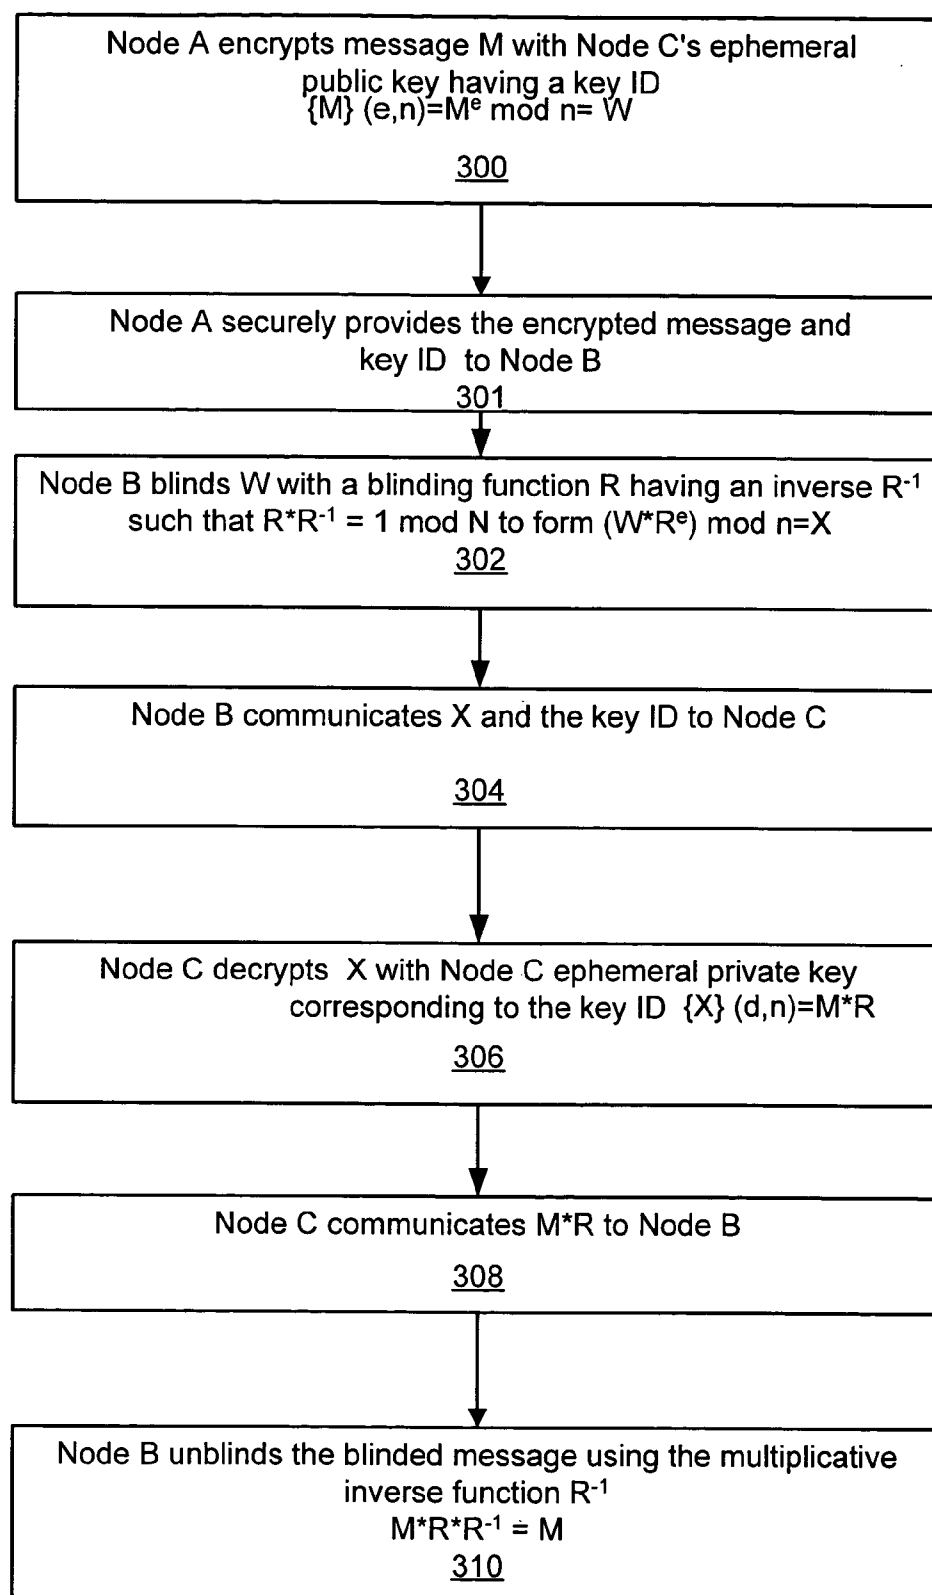 Node A encrypts message M with Node C's ephemeral
public key having a key ID
{M} (e,n)=Mᵉ mod n= W
300
Node A securely provides the encrypted message and
key ID to Node B
301
Node B blinds W with a blinding function R having an inverse R⁻¹
such that R*R⁻¹ = 1 mod N to form (W*Rᵉ) mod n=X
302
Node B communicates X and the key ID to Node C
304
Node C decrypts X with Node C ephemeral private key
corresponding to the key ID {X} (d,n)=M*R
306
Node C communicates M*R to Node B
308
Node B unblinds the blinded message using the multiplicative
inverse function R⁻¹
M*R*R⁻¹ = M
310